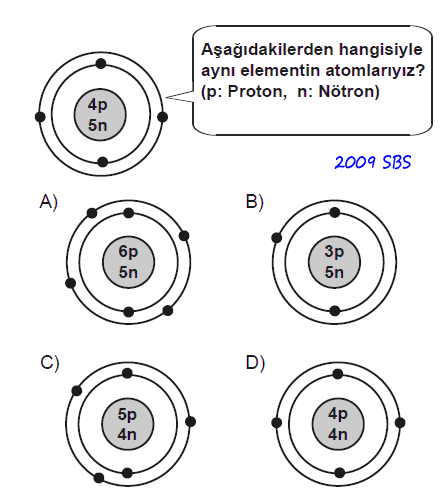 Aşağıdakilerden hangisiyle
aynı elementin atomlarıyız?
(p: Proton, n: Nötron)
4p
5n
2009 SBS
A)
6p
5n
B)
3p
5n
C)
5p
4n
D)
4p
4n